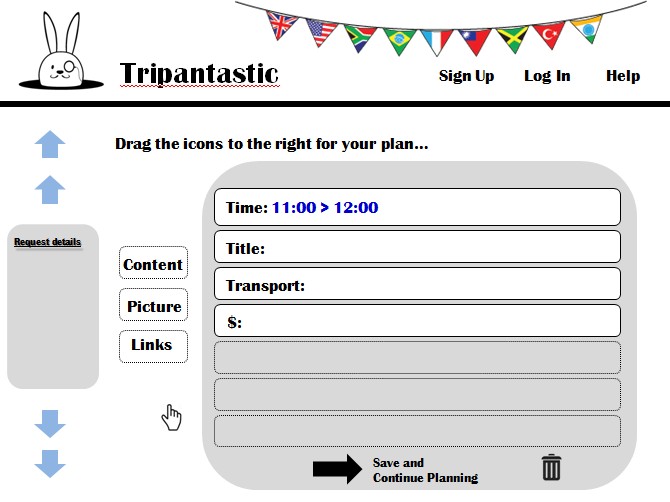 Tripantastic
Sign Up
Log In
Help
Drag the icons to the right for your plan...
Request details
Content
Picture
Links
Time: 11:00 > 12:00
Title:
Transport:
$:
Save and
Continue Planning